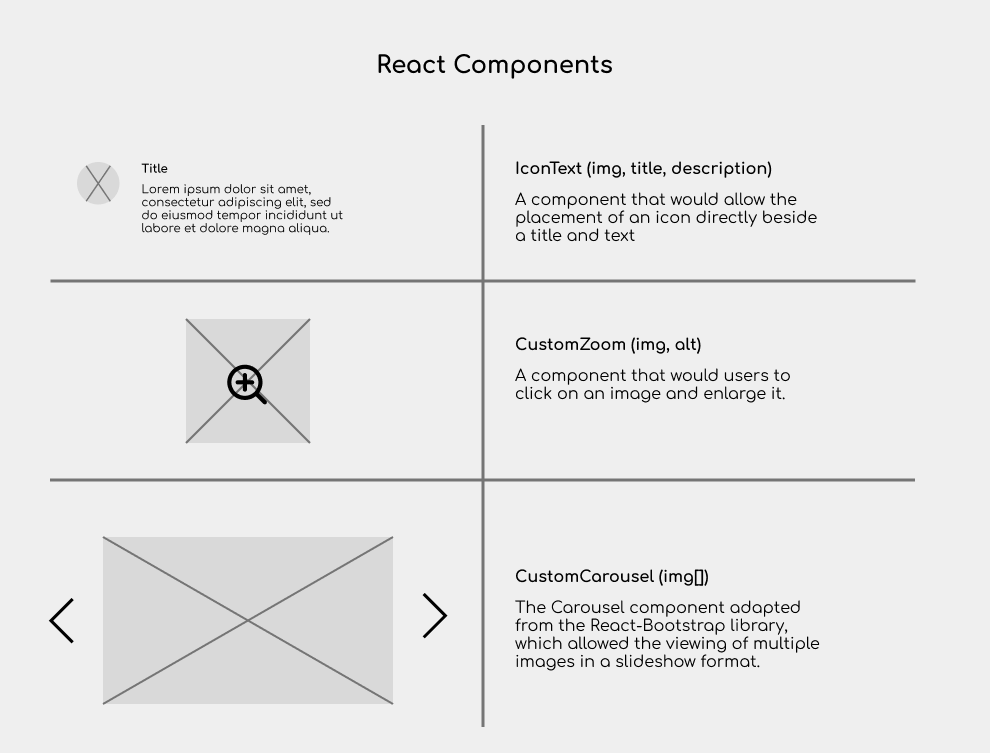 React Components
Title
Lorem ipsum dolor sit amet,
consectetur adipiscing elit, sed
do eiusmod tempor incididunt ut
labore et dolore magna aliqua.
IconText (img, title, description)
A component that would allow the
placement of an icon directly beside
a title and text
CustomZoom (img, alt)
A component that would users to
click on an image and enlarge it.
CustomCarousel (img[])
The Carousel component adapted
from the React-Bootstrap library,
which allowed the viewing of multiple
images in a slideshow format.